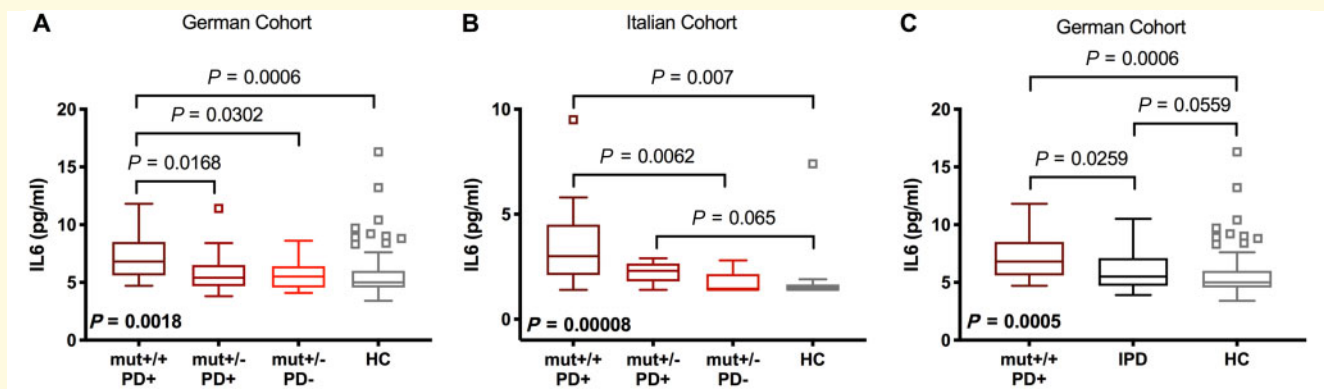 A
German Cohort
P = 0.0006
P = 0.0302
P = 0.0168
20
15
10
5
0
IL6 (pg/ml)
P = 0.0018
mut+/+
PD+
mut+/-
PD+
mut+/-
PD-
HC
B
Italian Cohort
P = 0.007
P = 0.0062
P = 0.065
10
5
0
IL6 (pg/ml)
P = 0.00008
mut+/+
PD+
mut+/-
PD+
mut+/-
PD-
HC
C
German Cohort
P = 0.0006
P = 0.0559
P = 0.0259
20
15
10
5
0
IL6 (pg/ml)
P = 0.0005
mut+/+
PD+
IPD
HC